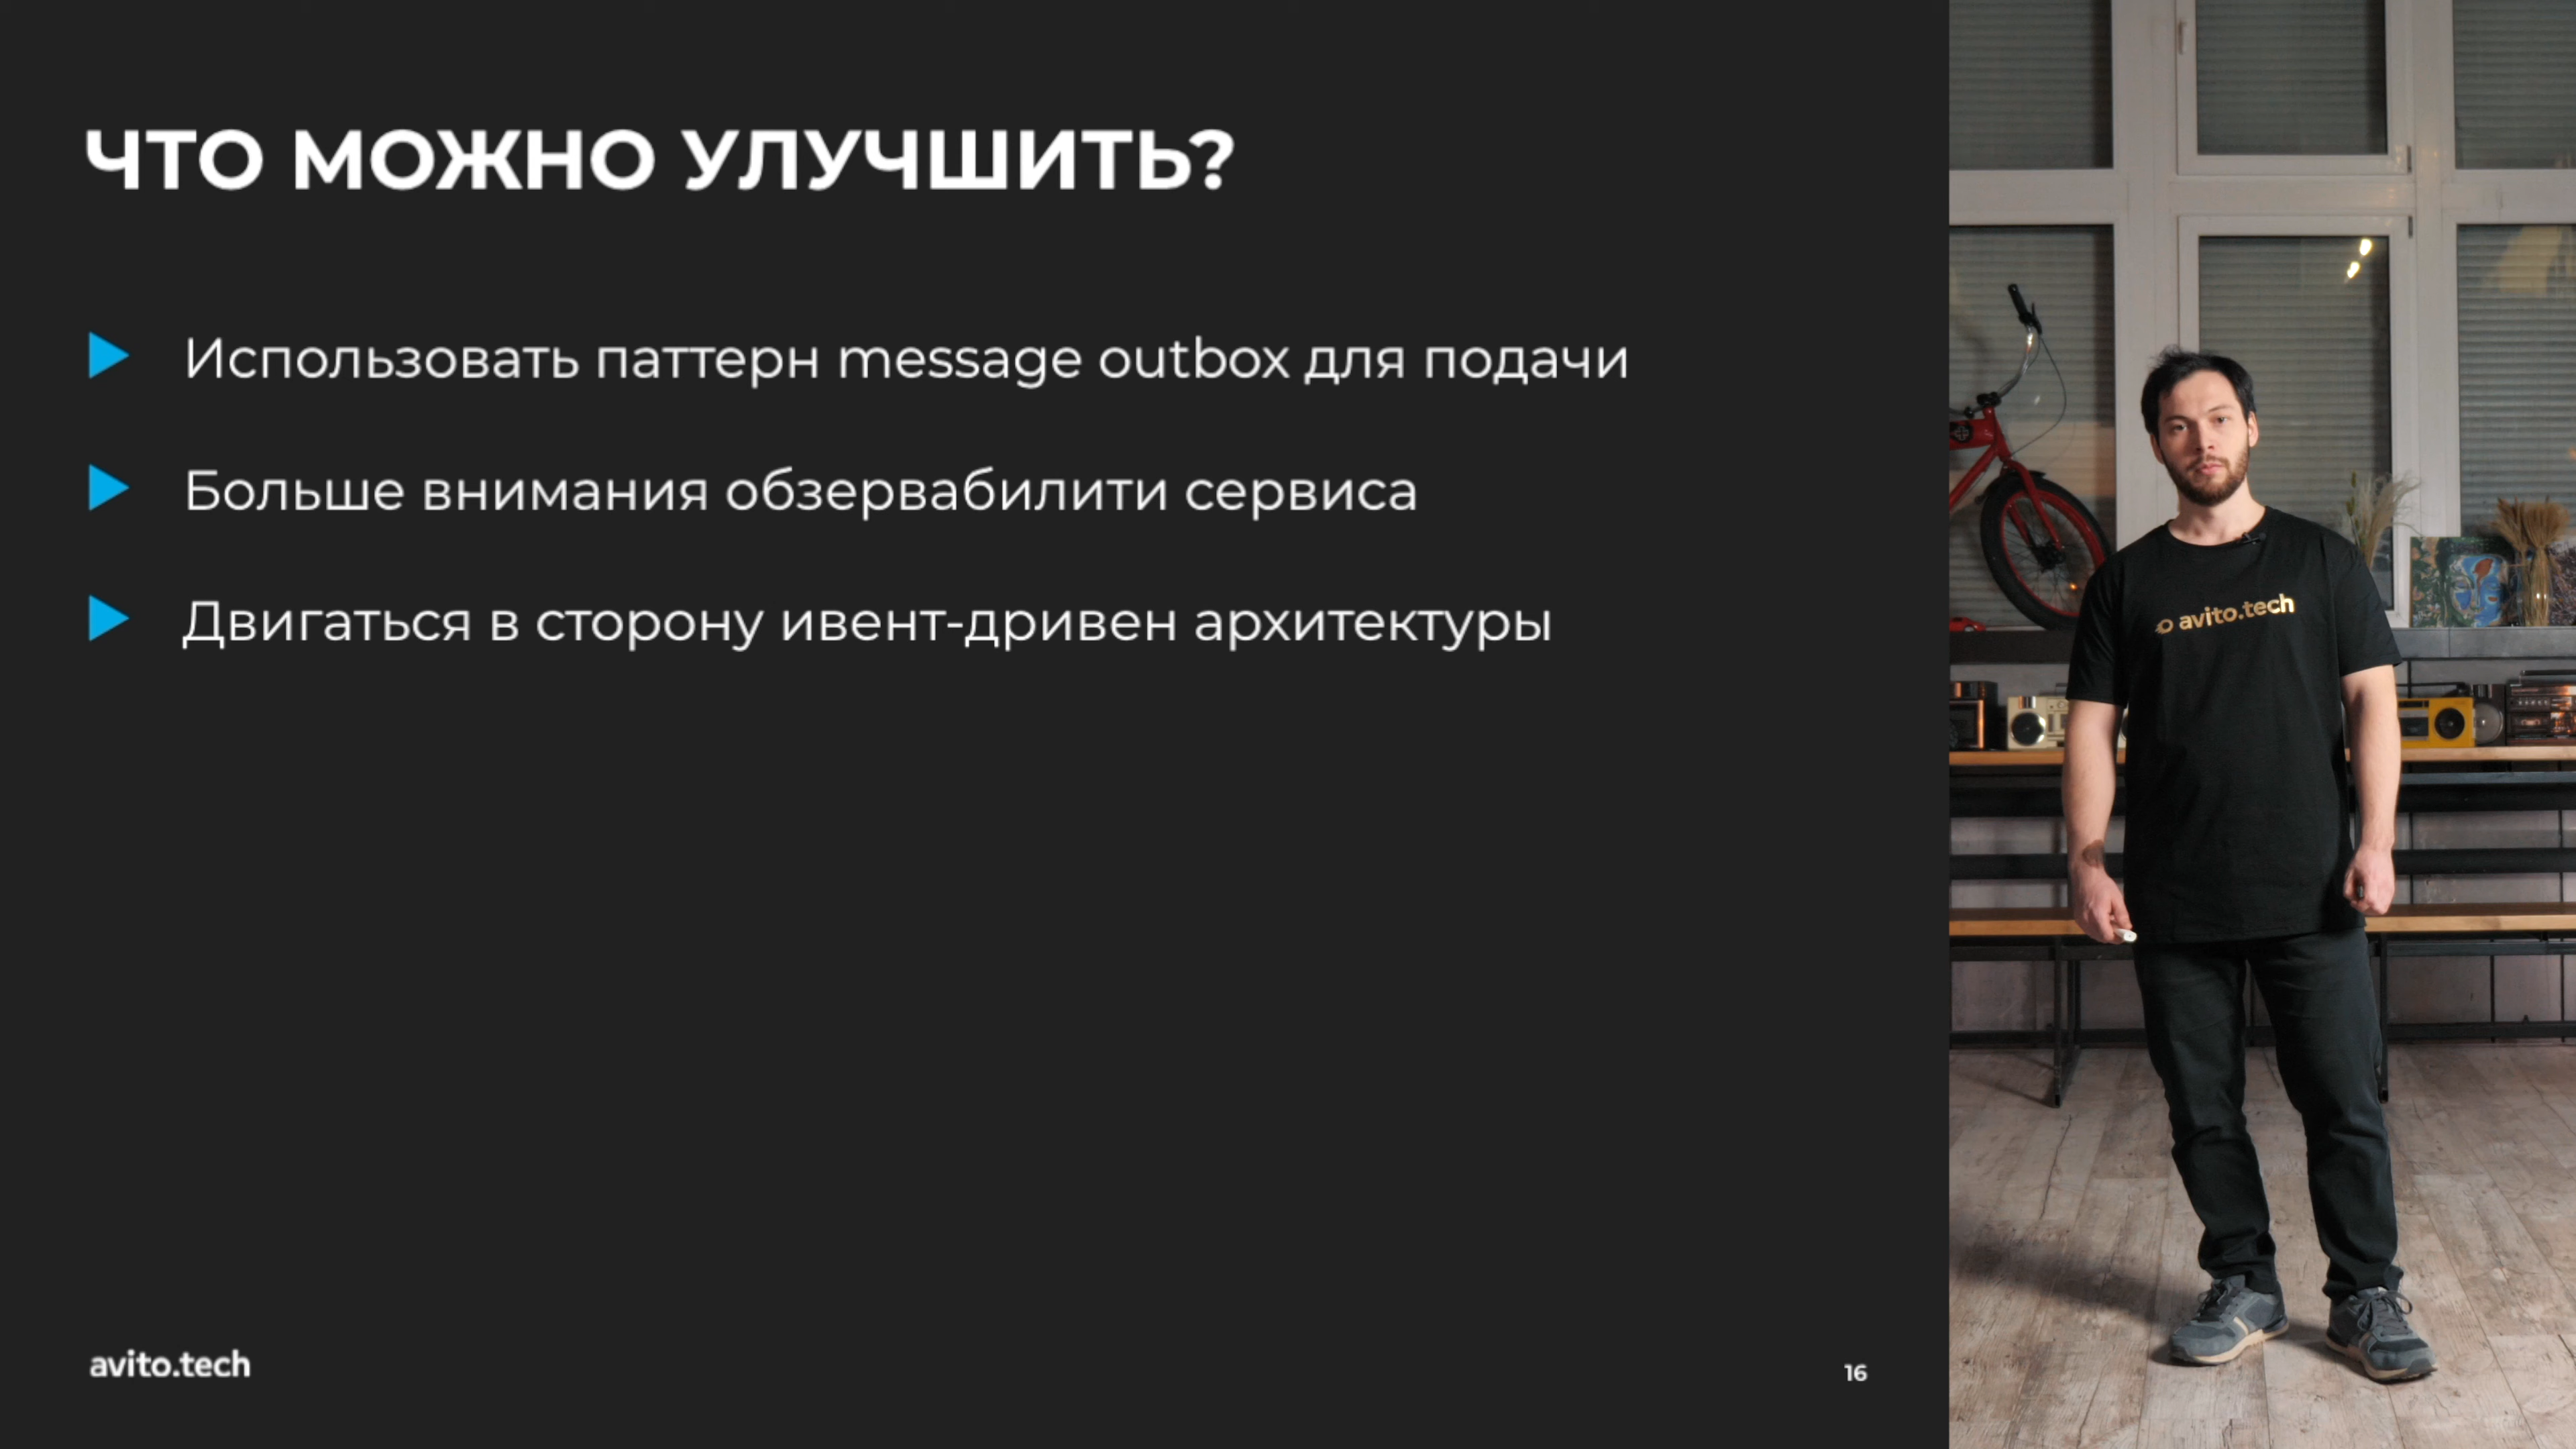 ЧТО МОЖНО УЛУЧШИТЬ?
Использовать паттерн message outbox для подачи
Больше внимания обзервабилити сервиса
Двигаться в сторону ивент-дривен архитектуры
avito.tech
avito.tech
16